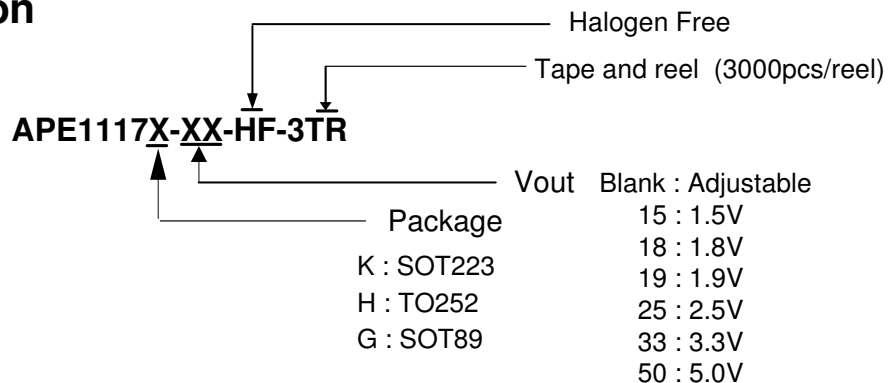 on
Halogen Free
Tape and reel (3000pcs/reel)
APE1117X-XX-HF-3TR
Vout Blank : Adjustable
15 : 1.5V
18 : 1.8V
19 : 1.9V
25 : 2.5V
33 : 3.3V
50 : 5.0V
Package
K : SOT223
H : TO252
G : SOT89